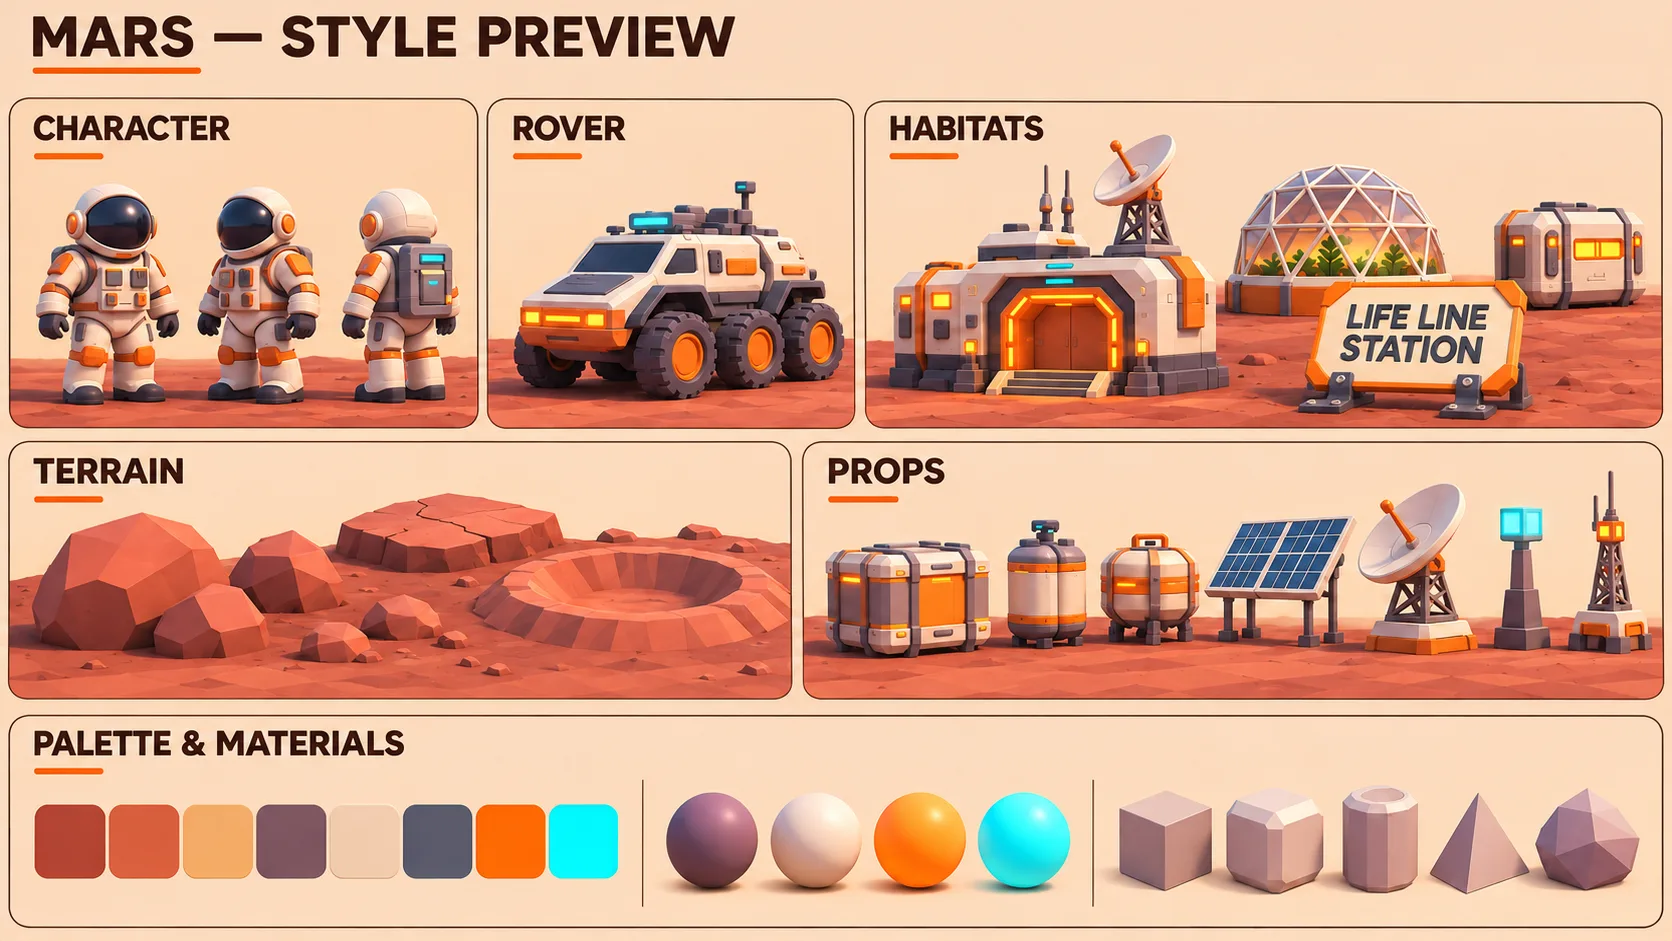 MARS — STYLE PREVIEW
CHARACTER
ROVER
HABITATS
LIFE LINE
STATION
TERRAIN
PROPS
PALETTE & MATERIALS